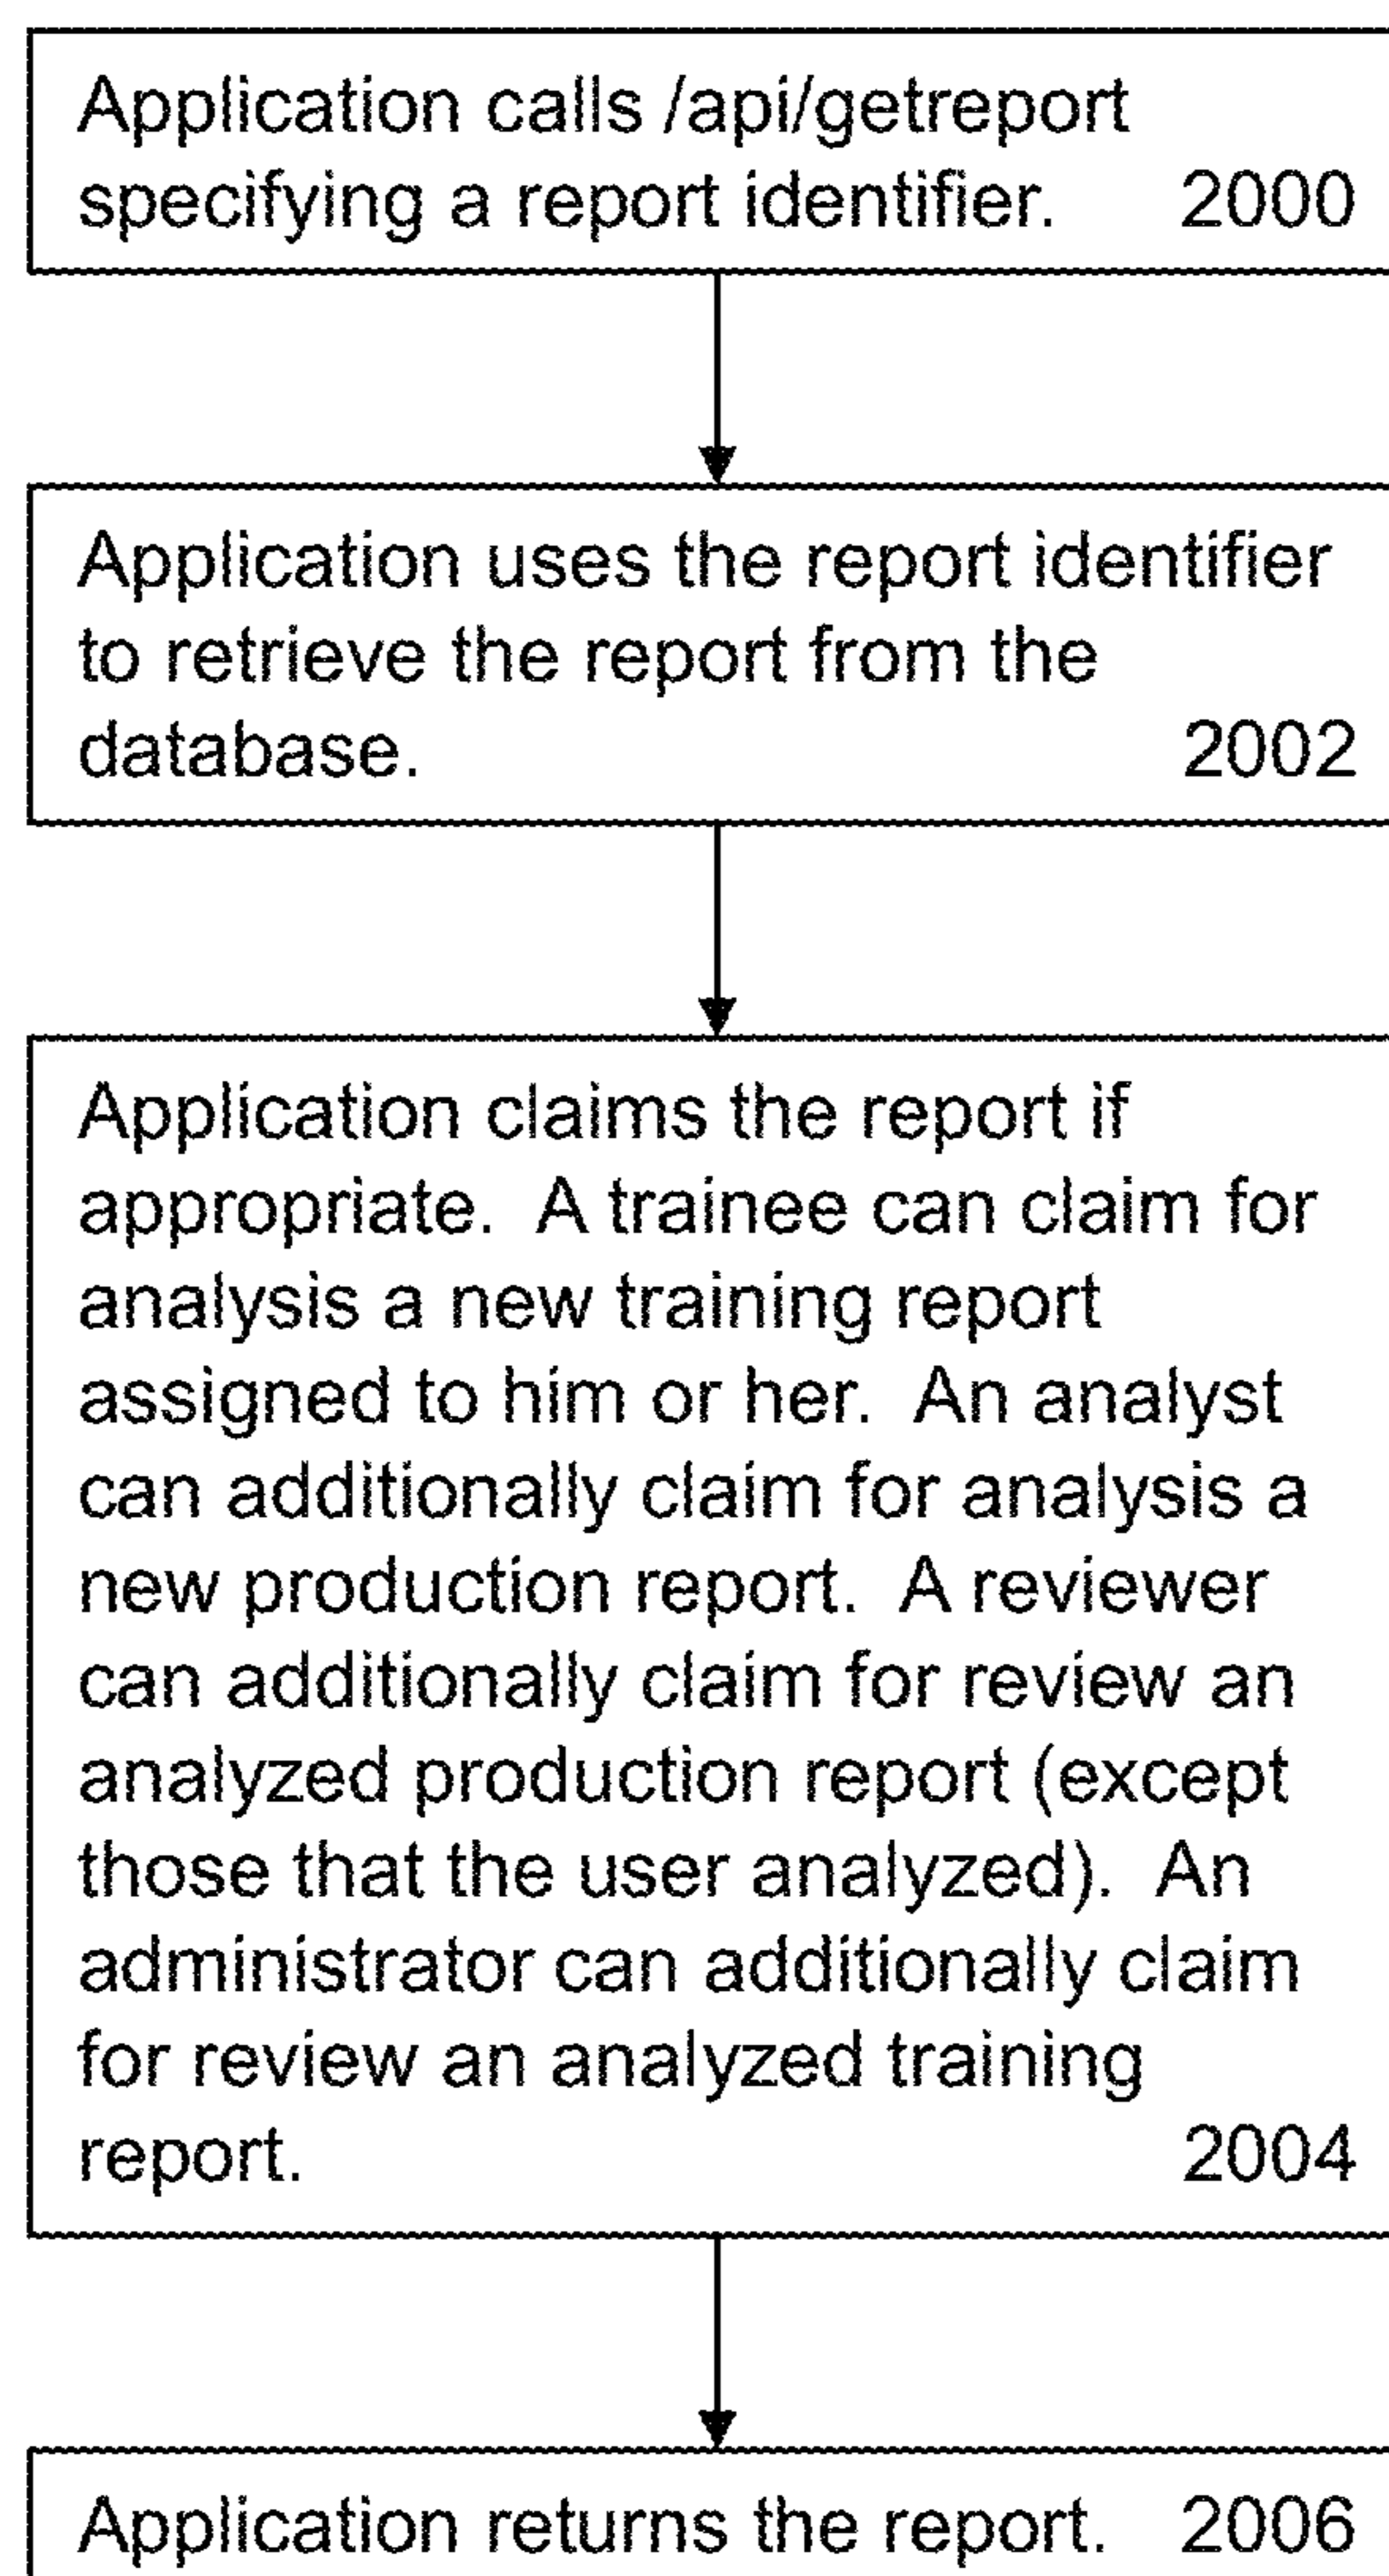 Application calls /api/getreport
specifying a report identifier. 2000
Application uses the report identifier
to retrieve the report from the
database. 2002
Application claims the report if
appropriate. A trainee can claim for
analysis a new training report
assigned to him or her. An analyst
can additionally claim for analysis a
new production report. A reviewer
can additionally claim for review an
analyzed production report (except
those that the user analyzed). An
administrator can additionally claim
for review an analyzed training
report. 2004
Application returns the report. 2006